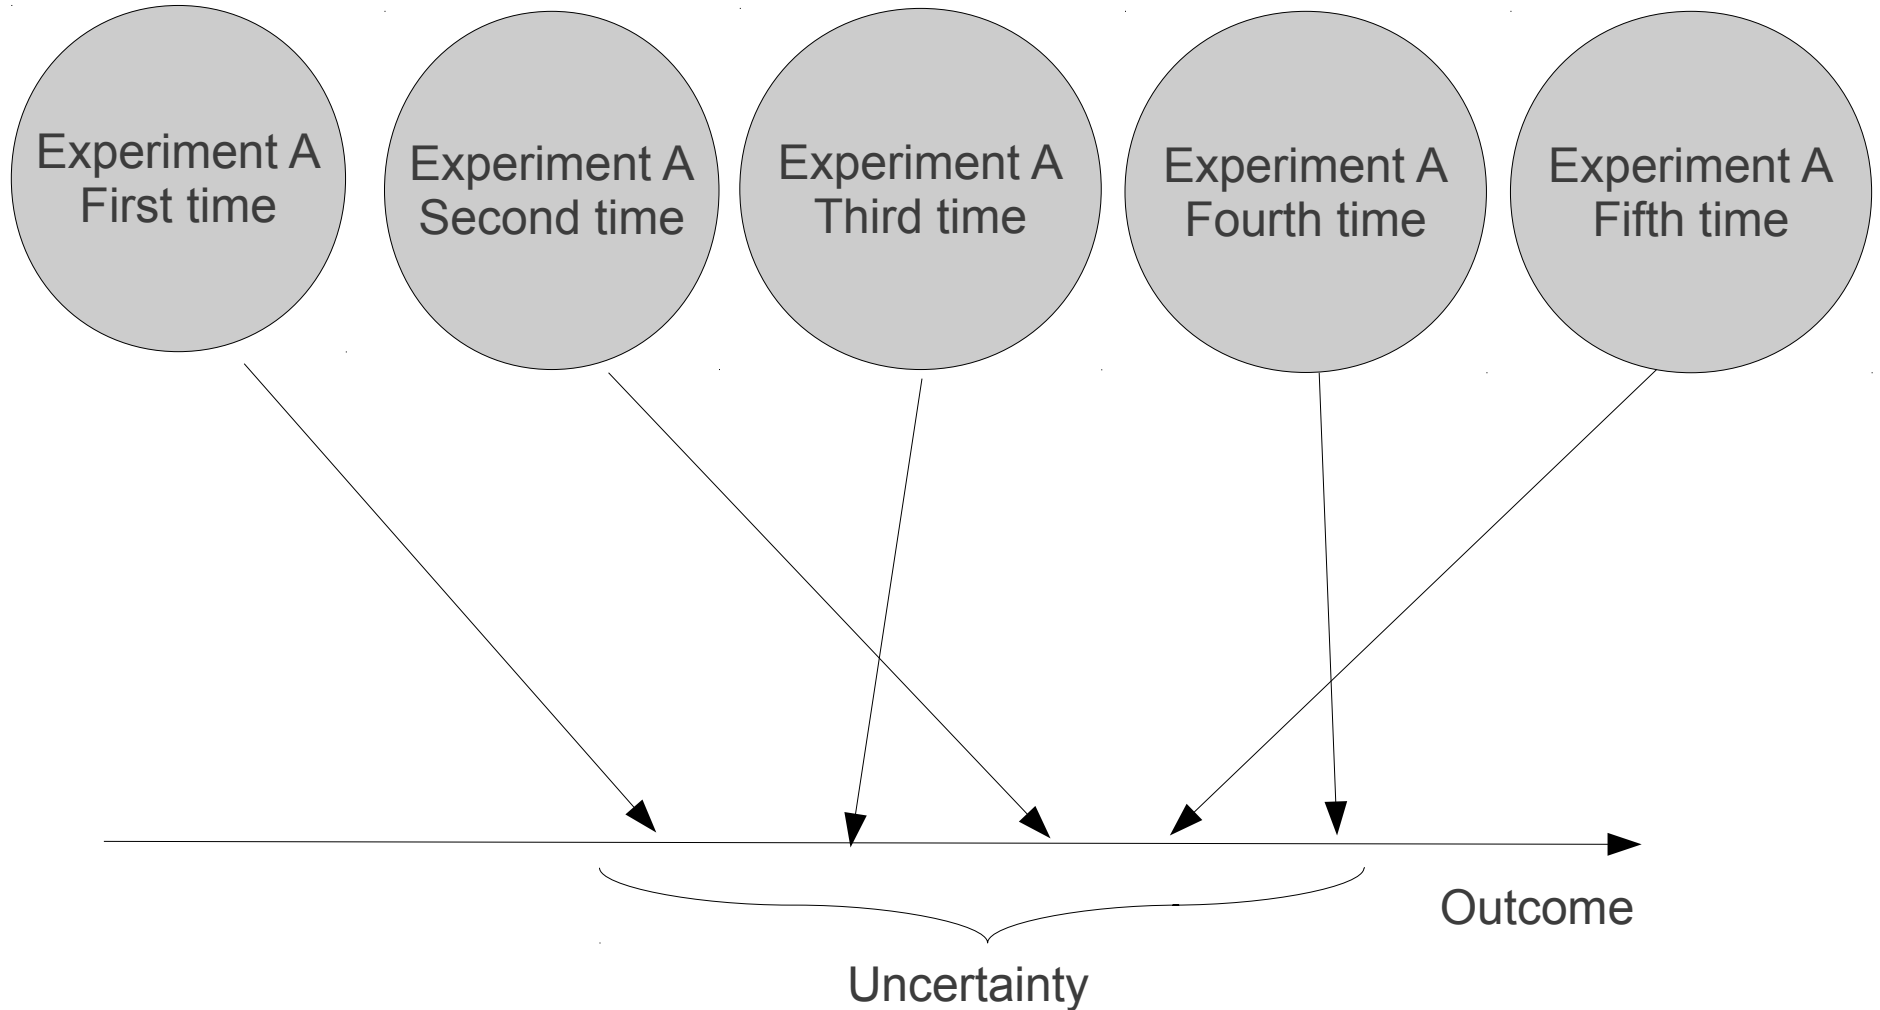 Experiment A
First time
Experiment A
Second time
Experiment A
Third time
Experiment A
Fourth time
Experiment A
Fifth time
Outcome
Uncertainty